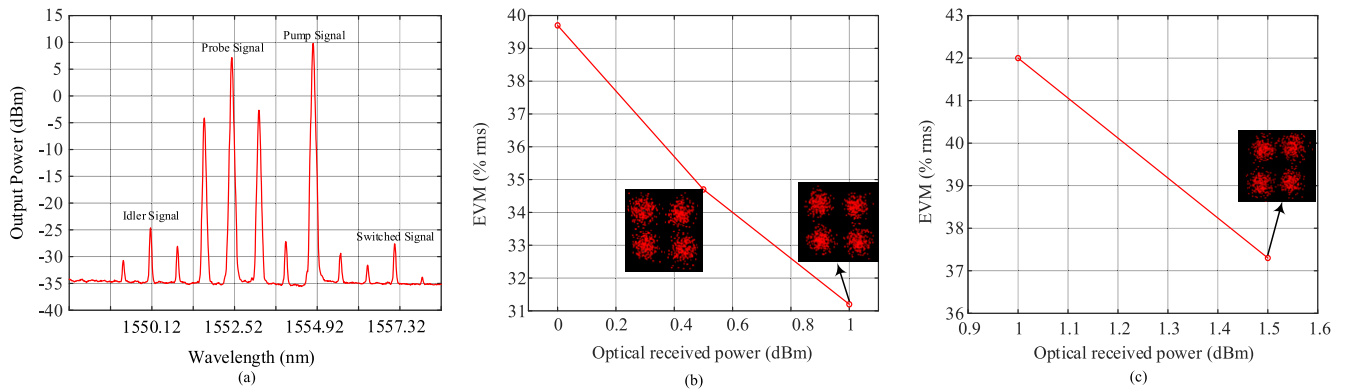 15
10
5
0
-5
-10
-15
-20
-25
-30
-35
-40
Output Power (dBm)
Probe Signal
Pump Signal
Idler Signal
Switched Signal
1550.12 1552.52 1554.92 1557.32
Wavelength (nm)
(a)
40
39
38
37
36
35
34
33
32
31
EVM (% rms)
0 0.2 0.4 0.6 0.8 1
Optical received power (dBm)
(b)
43
42
41
40
39
38
37
36
EVM (% rms)
0.9 1 1.1 1.2 1.3 1.4 1.5 1.6
Optical received power (dBm)
(c)